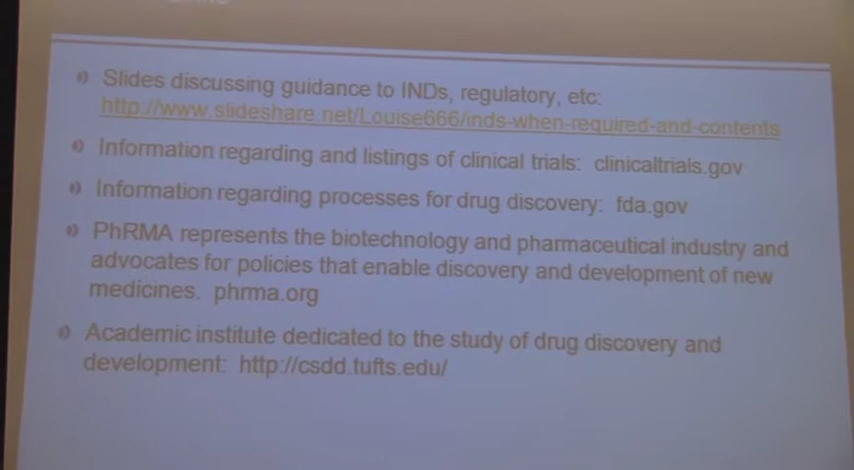 Slides discussing guidance to INDs, regulatory, etc:
http://www.slideshare.net/Louise666/inds-when-required-and-contents
Information regarding and listings of clinical trials: clinicaltrials.gov
Information regarding processes for drug discovery: fda.gov
PhRMA represents the biotechnology and pharmaceutical industry and
advocates for policies that enable discovery and development of new
medicines. phrma.org
Academic institute dedicated to the study of drug discovery and
development: http://csdd.tufts.edu/